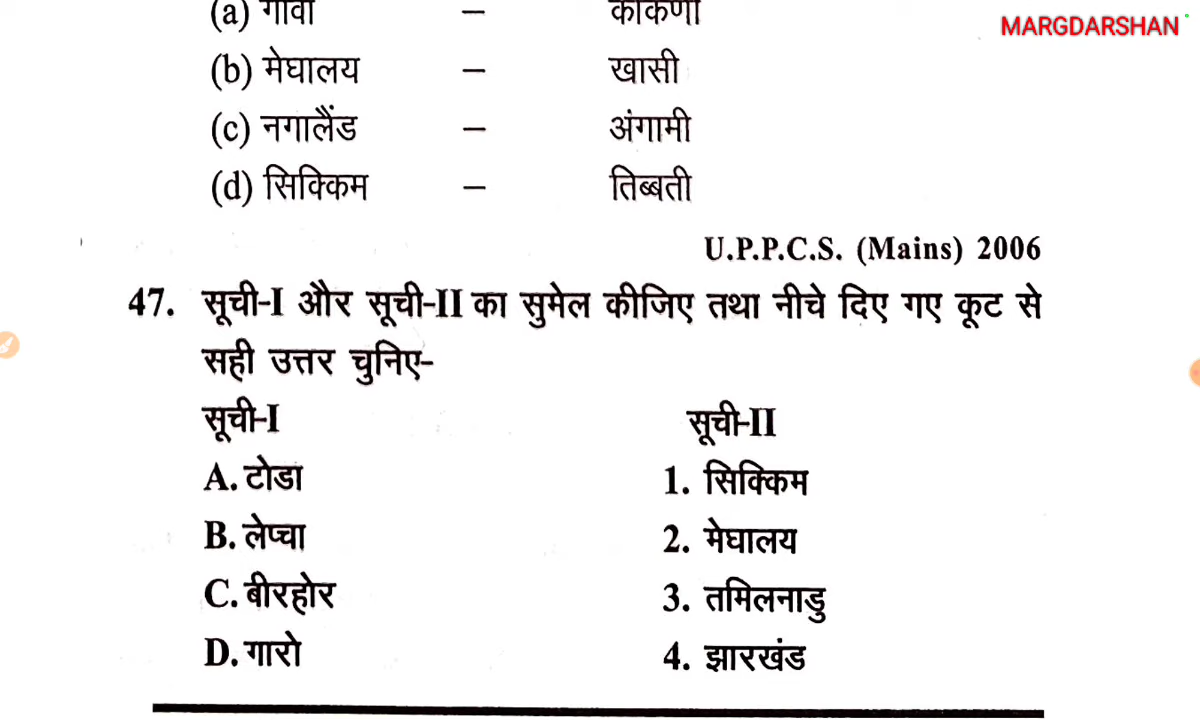 MARGDARSHAN
(a) गोवा – कोंकणी
(b) मेघालय – खासी
(c) नगालैंड – अंगामी
(d) सिक्किम – तिब्बती
U.P.P.C.S. (Mains) 2006
47. सूची-I और सूची-II का सुमेल कीजिए तथा नीचे दिए गए कूट से
सही उत्तर चुनिए-
सूची-I सूची-II
A. टोडा 1. सिक्किम
B. लेप्चा 2. मेघालय
C. बीरहोर 3. तमिलनाडु
D. गारो 4. झारखंड